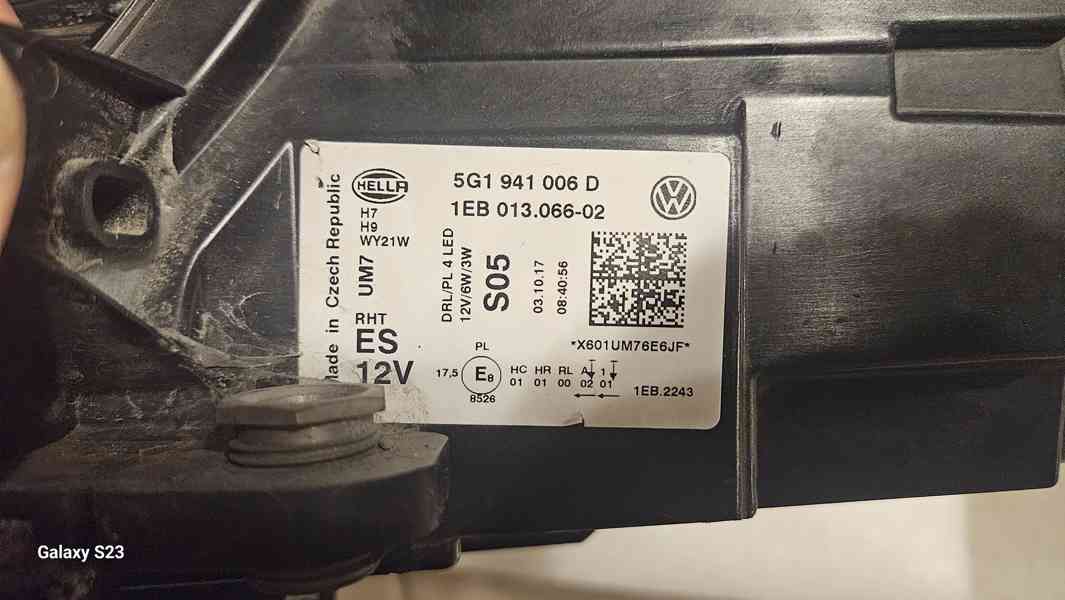 Made in Czech Republic
HELLA
5G1 941 006 D
1EB 013.066-02
H7
H9
WY21W
UM7
DRL/PL 4 LED
12V/6W/3W
S05
03.10.17
08:40:56
RHT
ES
12V
*X601UM76E6JF*
PL
17,5 E8 HC HR RL A 1
01 01 00 02 01
8526
1EB.2243
Galaxy S23